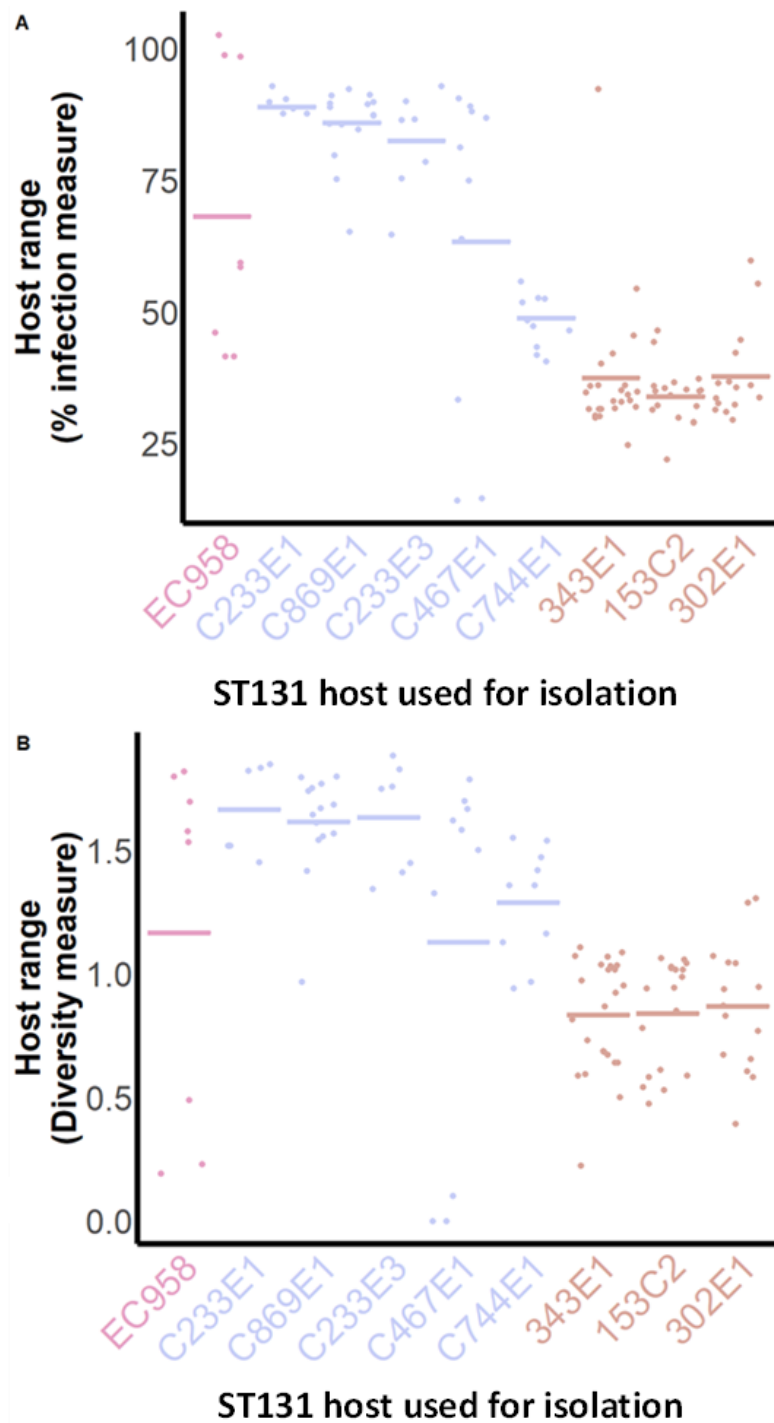 A
Host range
(% infection measure)
100
75
50
25
EC958
C233E1
C869E1
C233E3
C467E1
C744E1
343E1
153C2
302E1
ST131 host used for isolation
B
Host range
(Diversity measure)
1.5
1.0
0.5
0.0
EC958
C233E1
C869E1
C233E3
C467E1
C744E1
343E1
153C2
302E1
ST131 host used for isolation